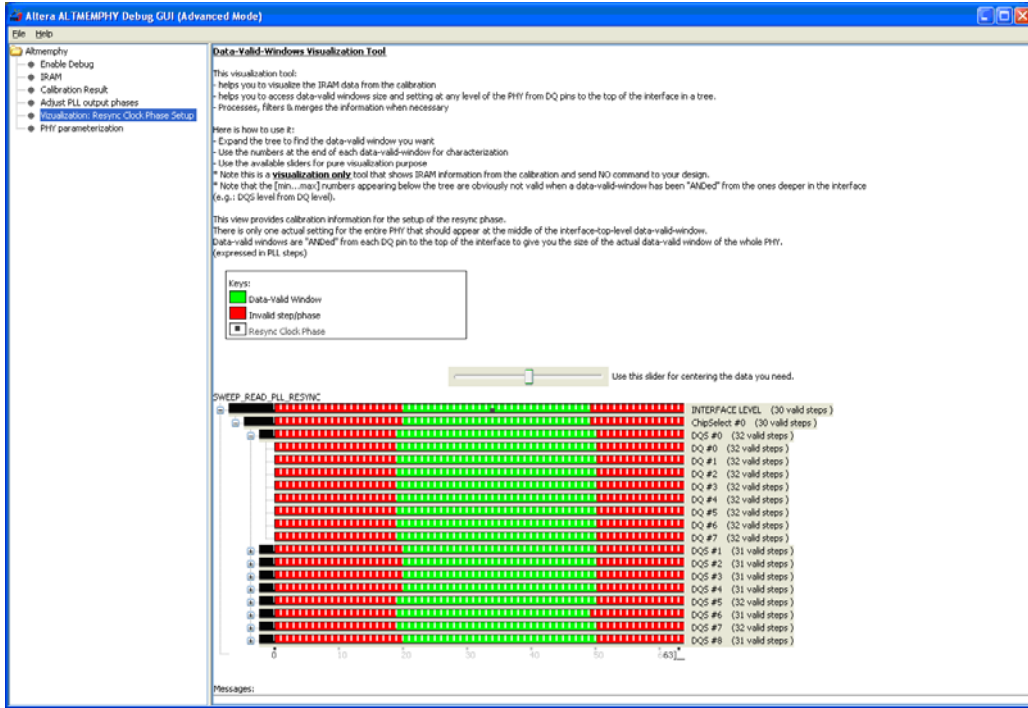 Altera ALTMEMPHY Debug GUI (Advanced Mode)
File Help
Altmemphy
Enable Debug
IRAM
Calibration Result
Adjust PLL output phases
Vizualization: Resync Clock Phase Setup
PHY parameterization
Data-Valid-Windows Visualization Tool
This visualization tool:
- helps you to visualize the IRAM data from the calibration
- helps you to access data-valid windows size and setting at any level of the PHY from DQ pins to the top of the interface in a tree.
- Processes, filters & merges the information when necessary
Here is how to use it:
- Expand the tree to find the data-valid window you want
- Use the numbers at the end of each data-valid-window for characterization
- Use the available sliders for pure visualization purpose
* Note this is a visualization only tool that shows IRAM information from the calibration and send NO command to your design.
* Note that the [min...max] numbers appearing below the tree are obviously not valid when a data-valid-window has been "ANDed" from the ones deeper in the interface
(e.g.: DQS level from DQ level).
This view provides calibration information for the setup of the resync phase.
There is only one actual setting for the entire PHY that should appear at the middle of the interface-top-level data-valid-window.
Data-valid windows are "ANDed" from each DQ pin to the top of the interface to give you the size of the actual data-valid window of the whole PHY.
(expressed in PLL steps)
Keys:
Data-Valid Window
Invalid step/phase
Resync Clock Phase
Use this slider for centering the data you need.
SWEEP_READ_PLL_RESYNC
INTERFACE LEVEL (30 valid steps )
ChipSelect #0 (30 valid steps )
DQS #0 (32 valid steps )
DQ #0 (32 valid steps )
DQ #1 (32 valid steps )
DQ #2 (32 valid steps )
DQ #3 (32 valid steps )
DQ #4 (32 valid steps )
DQ #5 (32 valid steps )
DQ #6 (32 valid steps )
DQ #7 (32 valid steps )
DQS #1 (31 valid steps )
DQS #2 (31 valid steps )
DQS #3 (31 valid steps )
DQS #4 (31 valid steps )
DQS #5 (32 valid steps )
DQS #6 (31 valid steps )
DQS #7 (32 valid steps )
DQS #8 (31 valid steps )
0 10 20 30 40 50 63]
Messages: